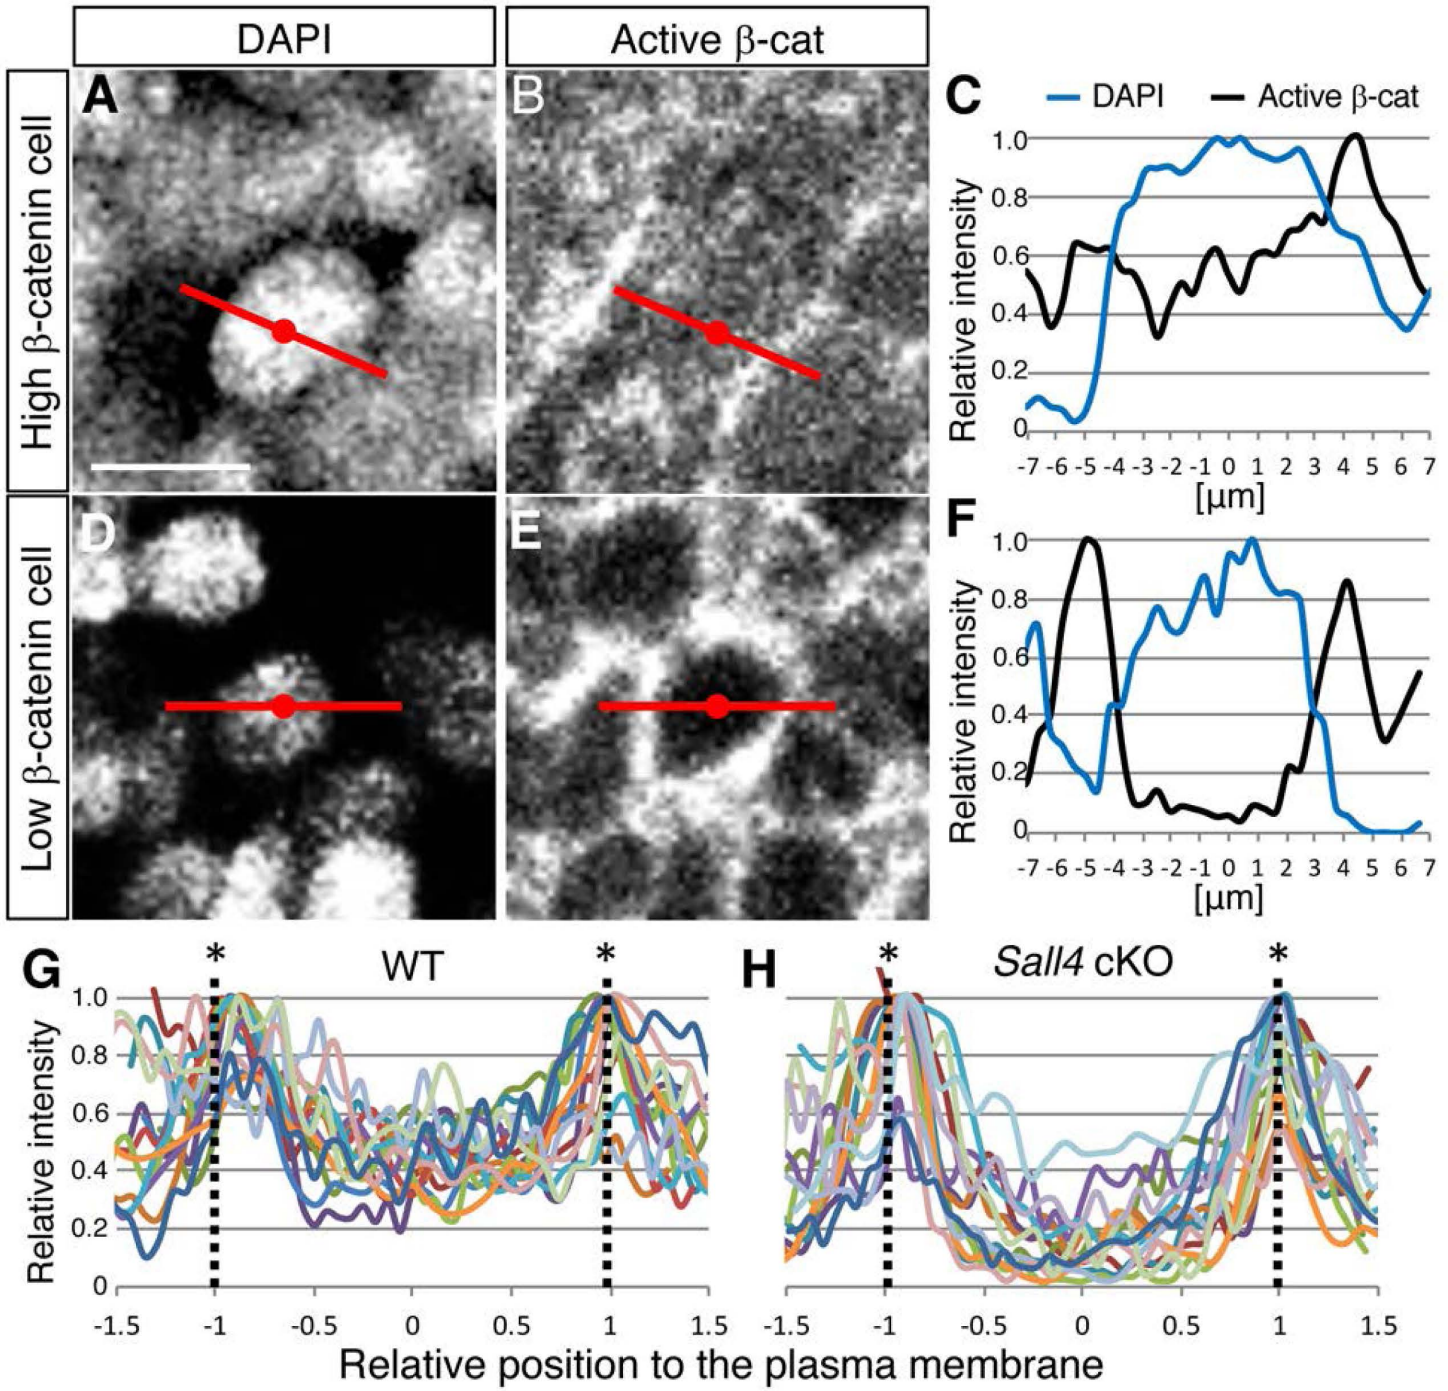 DAPI
Active β-cat
High β-catenin cell
A
B
C
DAPI
Active β-cat
Relative intensity
1.0
0.8
0.6
0.4
0.2
0
-7 -6 -5 -4 -3 -2 -1 0 1 2 3 4 5 6 7
[µm]
Low β-catenin cell
D
E
F
Relative intensity
1.0
0.8
0.6
0.4
0.2
0
-7 -6 -5 -4 -3 -2 -1 0 1 2 3 4 5 6 7
[µm]
G
*
WT
*
H
*
Sall4 cKO
*
Relative intensity
1.0
0.8
0.6
0.4
0.2
0
-1.5 -1 -0.5 0 0.5 1 1.5
-1.5 -1 -0.5 0 0.5 1 1.5
Relative position to the plasma membrane